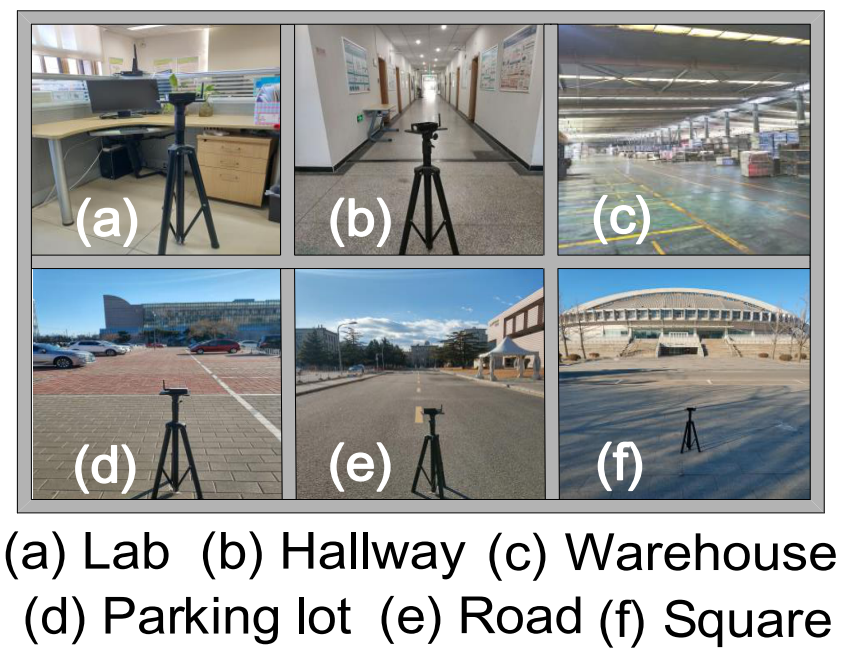 (a) (b) (c)
(d) (e) (f)
(a) Lab (b) Hallway (c) Warehouse
(d) Parking lot (e) Road (f) Square